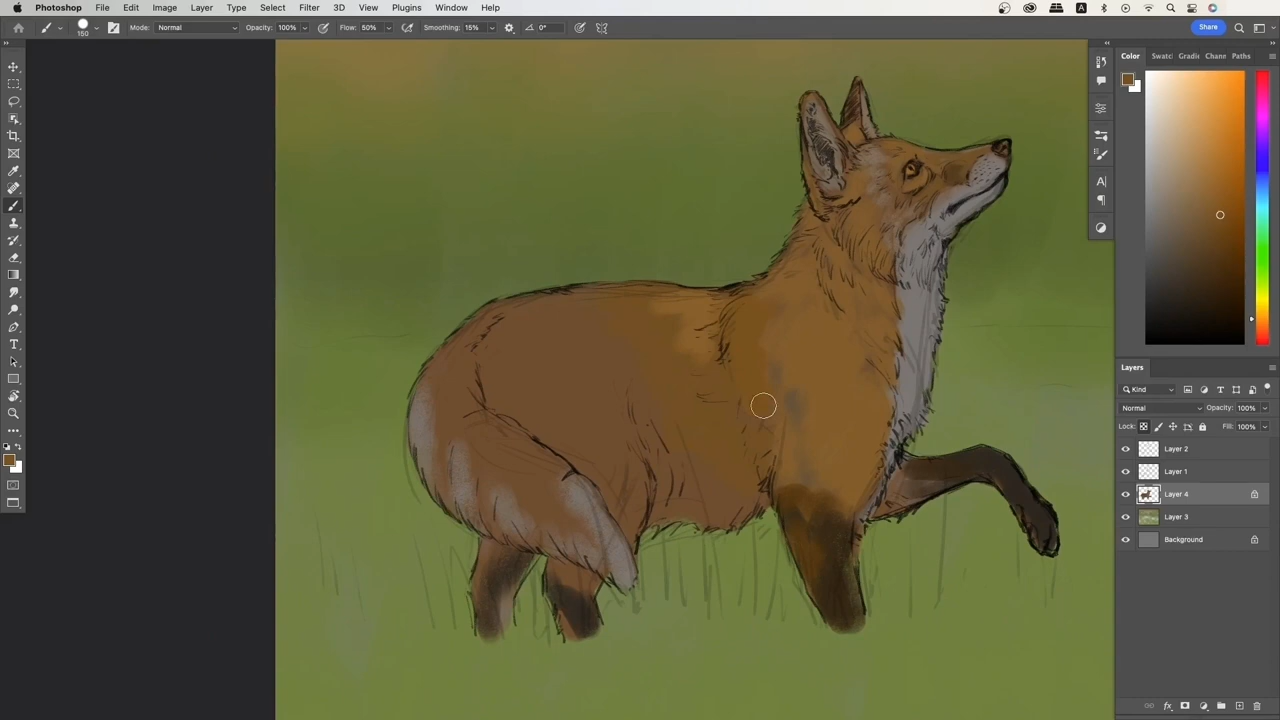 Photoshop File Edit Image Layer Type Select Filter 3D View Plugins Window Help
A
150 Mode: Normal Opacity: 100% Flow: 50% Smoothing: 15% 0° Share
Color Swatc Gradi Chann Paths
Layers
Kind
Normal Opacity: 100%
Lock: Fill: 100%
Layer 2
Layer 1
Layer 4
Layer 3
Background